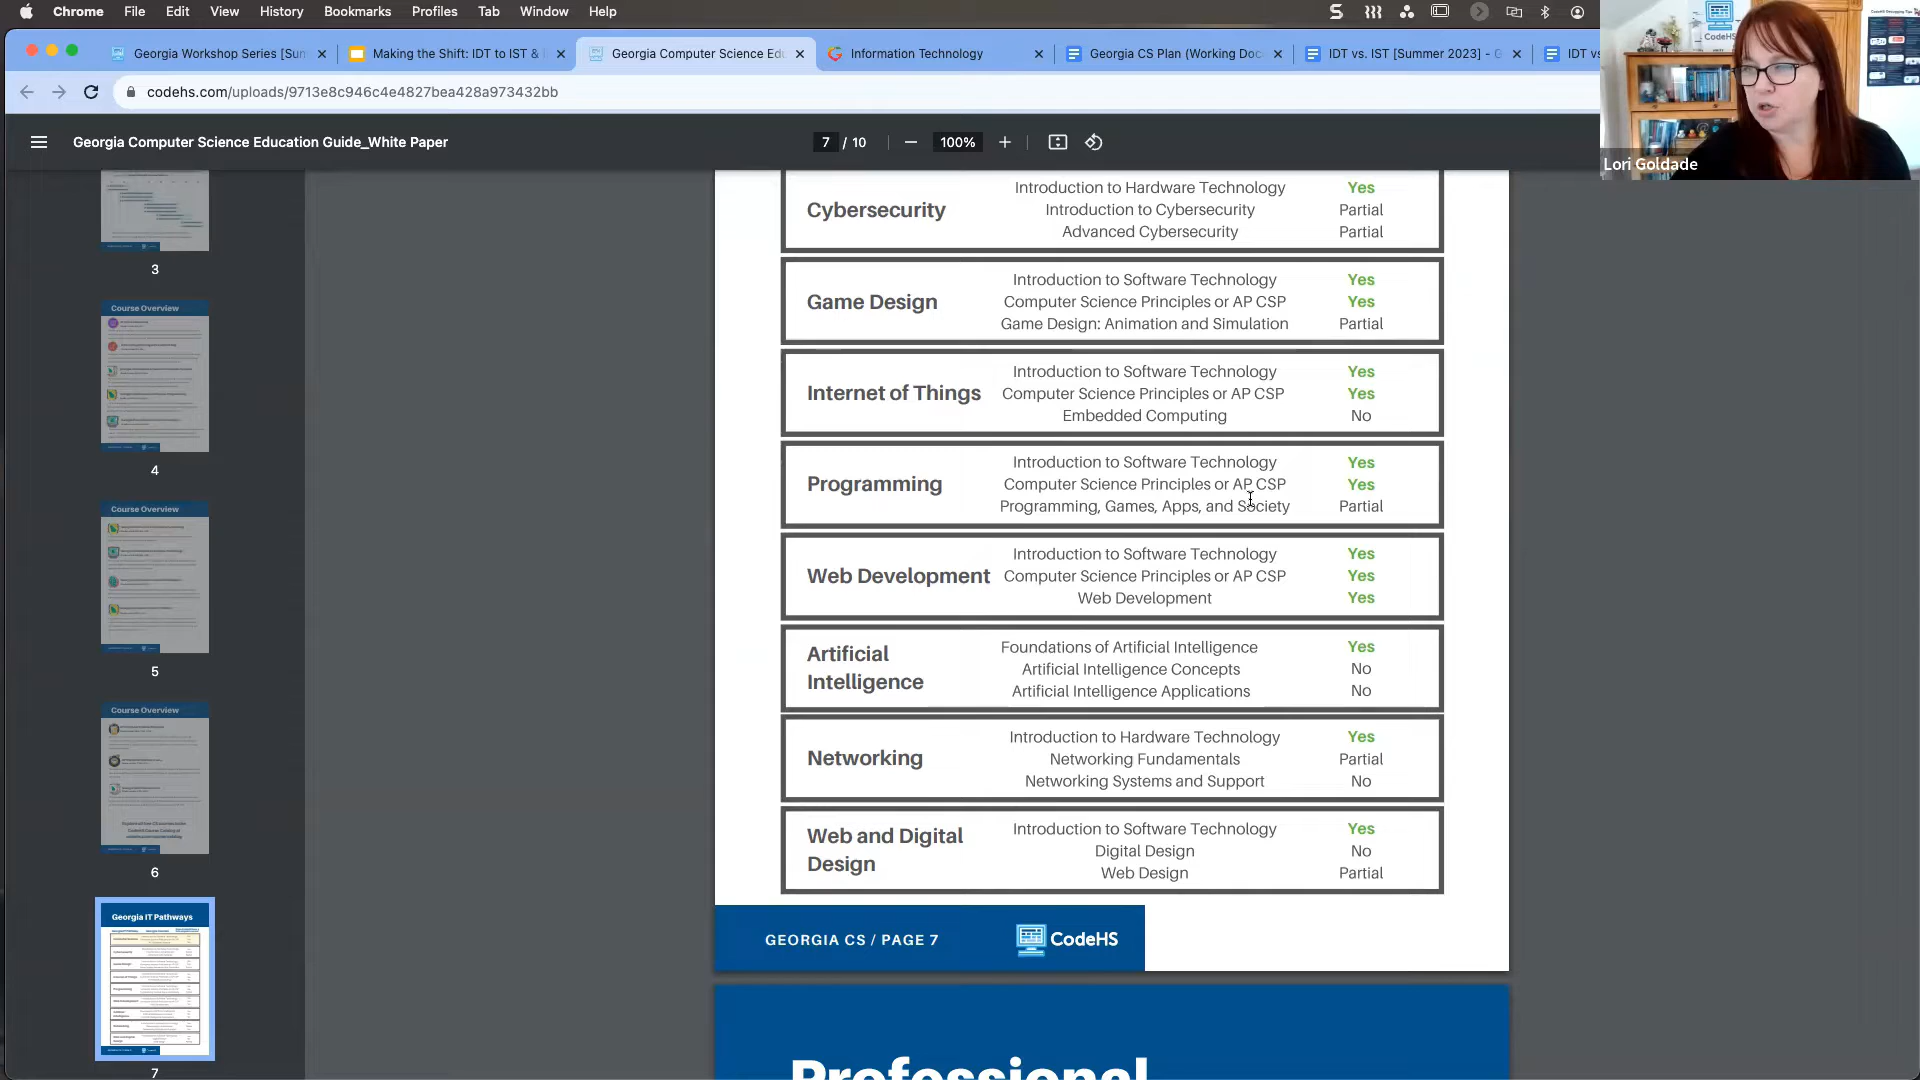 Chrome File Edit View History Bookmarks Profiles Tab Window Help
Georgia Workshop Series [Sun
Making the Shift: IDT to IST &
Georgia Computer Science Edu
Information Technology
Georgia CS Plan (Working Doc
IDT vs. IST [Summer 2023] - G
IDT vs
codehs.com/uploads/9713e8c946c4e4827bea428a973432bb
Georgia Computer Science Education Guide_White Paper
7 / 10
100%
CodeHS
Lori Goldade
3
Course Overview
4
Course Overview
5
Course Overview
6
Georgia IT Pathways
7
Introduction to Hardware Technology Yes
Cybersecurity Introduction to Cybersecurity Partial
Advanced Cybersecurity Partial
Introduction to Software Technology Yes
Game Design Computer Science Principles or AP CSP Yes
Game Design: Animation and Simulation Partial
Introduction to Software Technology Yes
Internet of Things Computer Science Principles or AP CSP Yes
Embedded Computing No
Introduction to Software Technology Yes
Programming Computer Science Principles or AP CSP Yes
Programming, Games, Apps, and Society Partial
Introduction to Software Technology Yes
Web Development Computer Science Principles or AP CSP Yes
Web Development Yes
Artificial Foundations of Artificial Intelligence Yes
Artificial Intelligence Concepts No
Intelligence Artificial Intelligence Applications No
Introduction to Hardware Technology Yes
Networking Networking Fundamentals Partial
Networking Systems and Support No
Web and Digital Introduction to Software Technology Yes
Digital Design No
Design Web Design Partial
GEORGIA CS / PAGE 7
CodeHS
Professional